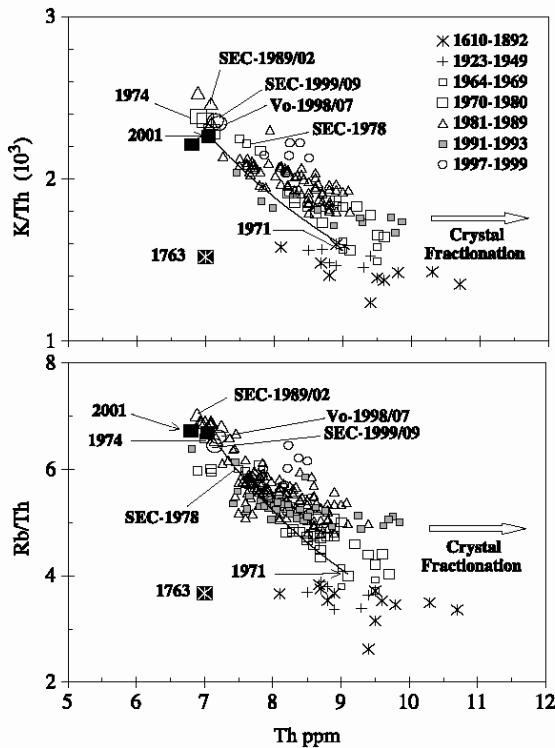 3
SEC-1989/02
1974
SEC-1999/09
Vo-1998/07
2001
SEC-1978
2
K/Th (10³)
1971
1763
Crystal
Fractionation
1
1610-1892
1923-1949
1964-1969
1970-1980
1981-1989
1991-1993
1997-1999
8
SEC-1989/02
2001
Vo-1998/07
1974
SEC-1999/09
6
SEC-1978
Rb/Th
Crystal
Fractionation
1971
4
1763
2
5 6 7 8 9 10 11 12
Th ppm